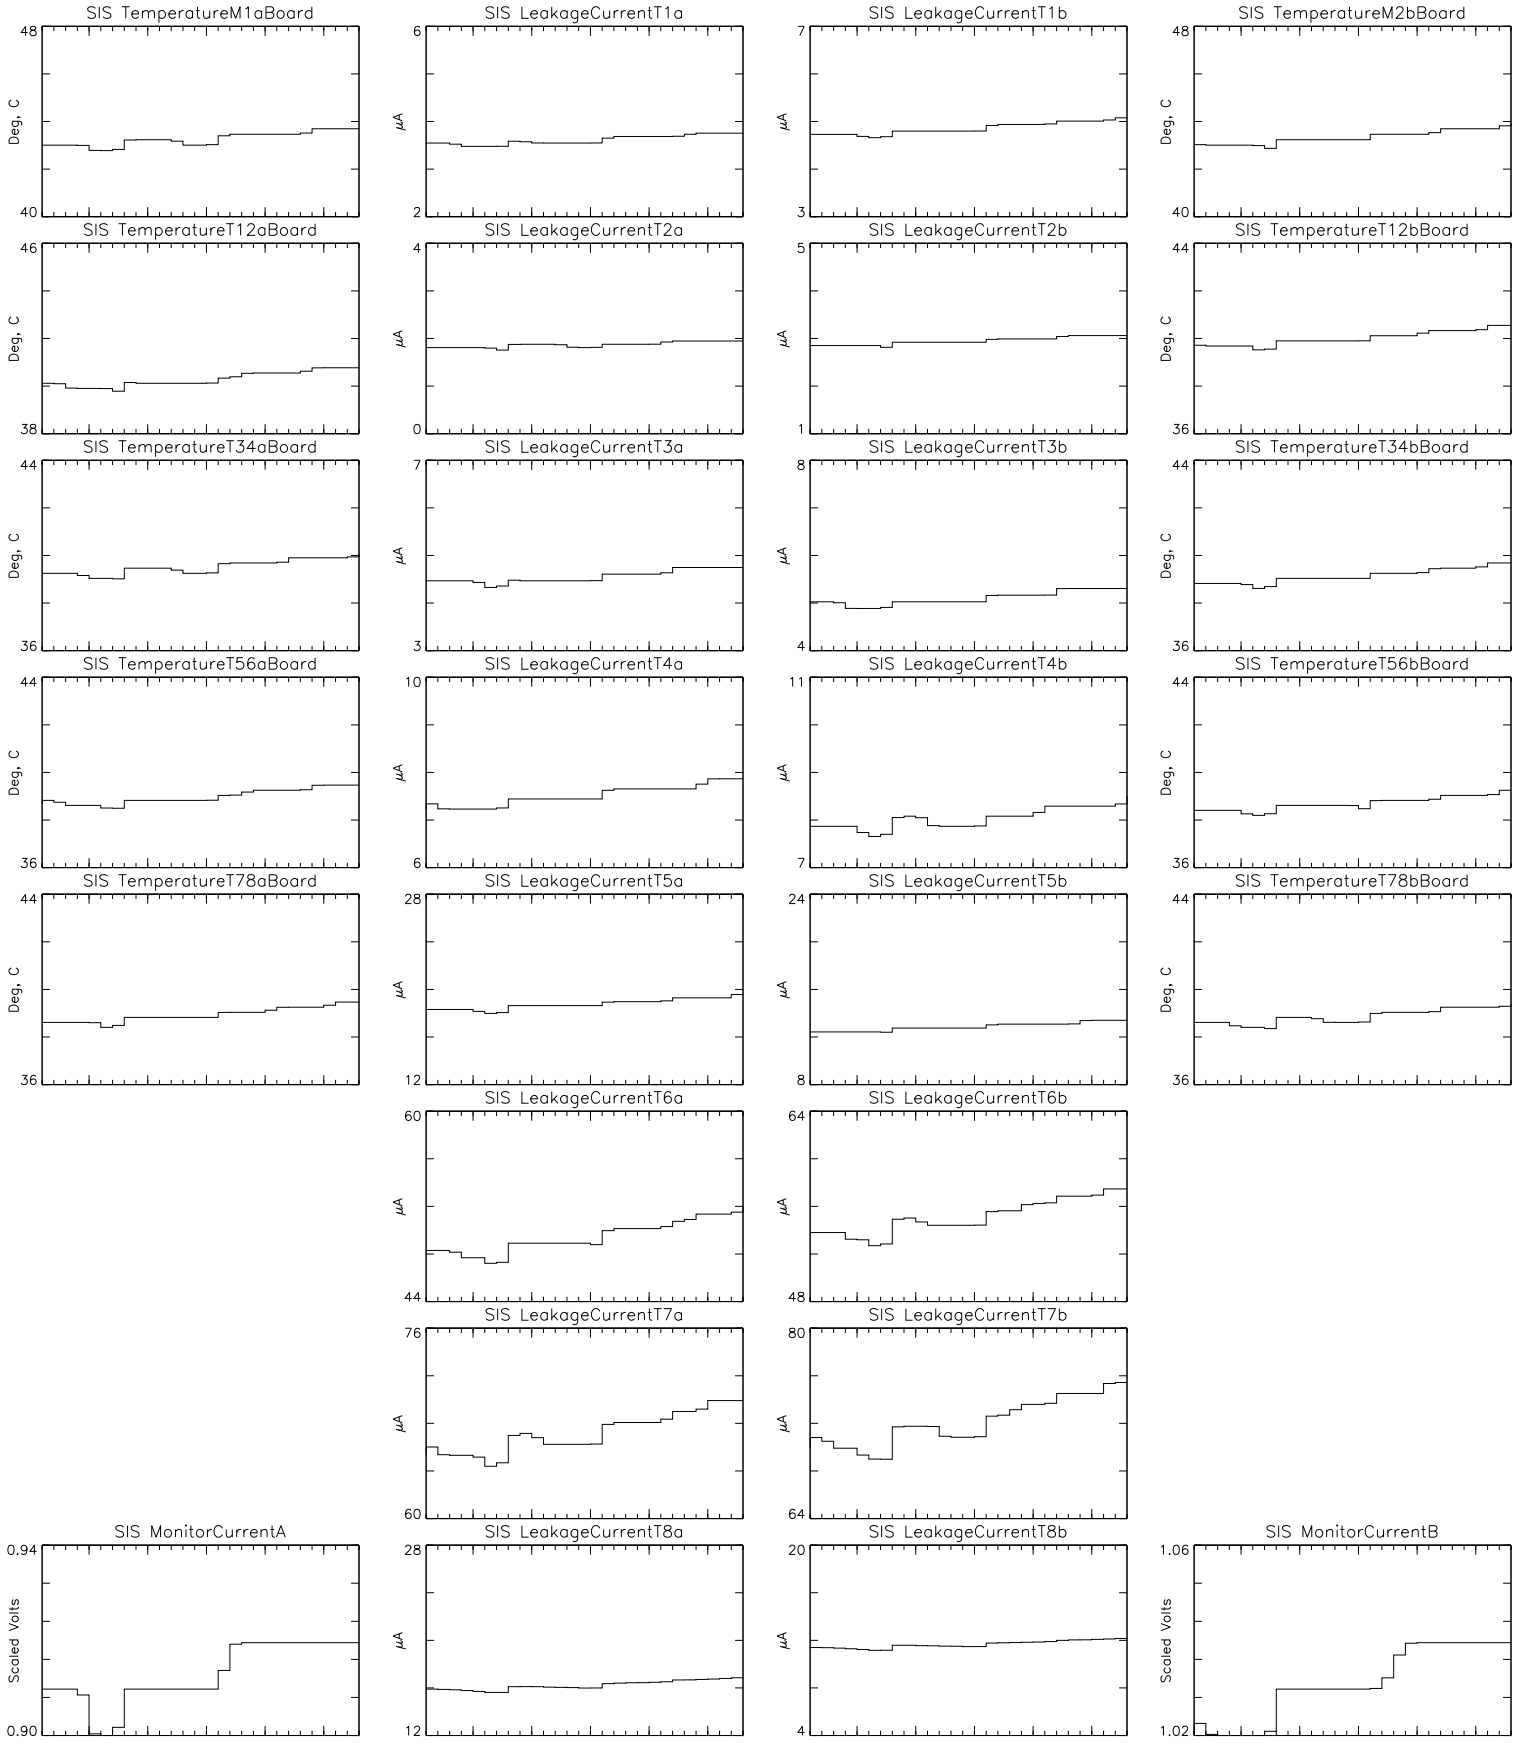 SIS TemperatureM1aBoard SIS LeakageCurrentT1a SIS LeakageCurrentT1b SIS TemperatureM2bBoard
48 6 7 48
Deg, C µA µA Deg, C
40 2 3 40
SIS TemperatureT12aBoard SIS LeakageCurrentT2a SIS LeakageCurrentT2b SIS TemperatureT12bBoard
46 4 5 44
Deg, C µA µA Deg, C
38 0 1 36
SIS TemperatureT34aBoard SIS LeakageCurrentT3a SIS LeakageCurrentT3b SIS TemperatureT34bBoard
44 7 8 44
Deg, C µA µA Deg, C
36 3 4 36
SIS TemperatureT56aBoard SIS LeakageCurrentT4a SIS LeakageCurrentT4b SIS TemperatureT56bBoard
44 10 11 44
Deg, C µA µA Deg, C
36 6 7 36
SIS TemperatureT78aBoard SIS LeakageCurrentT5a SIS LeakageCurrentT5b SIS TemperatureT78bBoard
44 28 24 44
Deg, C µA µA Deg, C
36 12 8 36
SIS LeakageCurrentT6a SIS LeakageCurrentT6b
60 64
µA µA
44 48
SIS LeakageCurrentT7a SIS LeakageCurrentT7b
76 80
µA µA
60 64
SIS MonitorCurrentA SIS LeakageCurrentT8a SIS LeakageCurrentT8b SIS MonitorCurrentB
0.94 28 20 1.06
Scaled Volts µA µA Scaled Volts
0.90 12 4 1.02